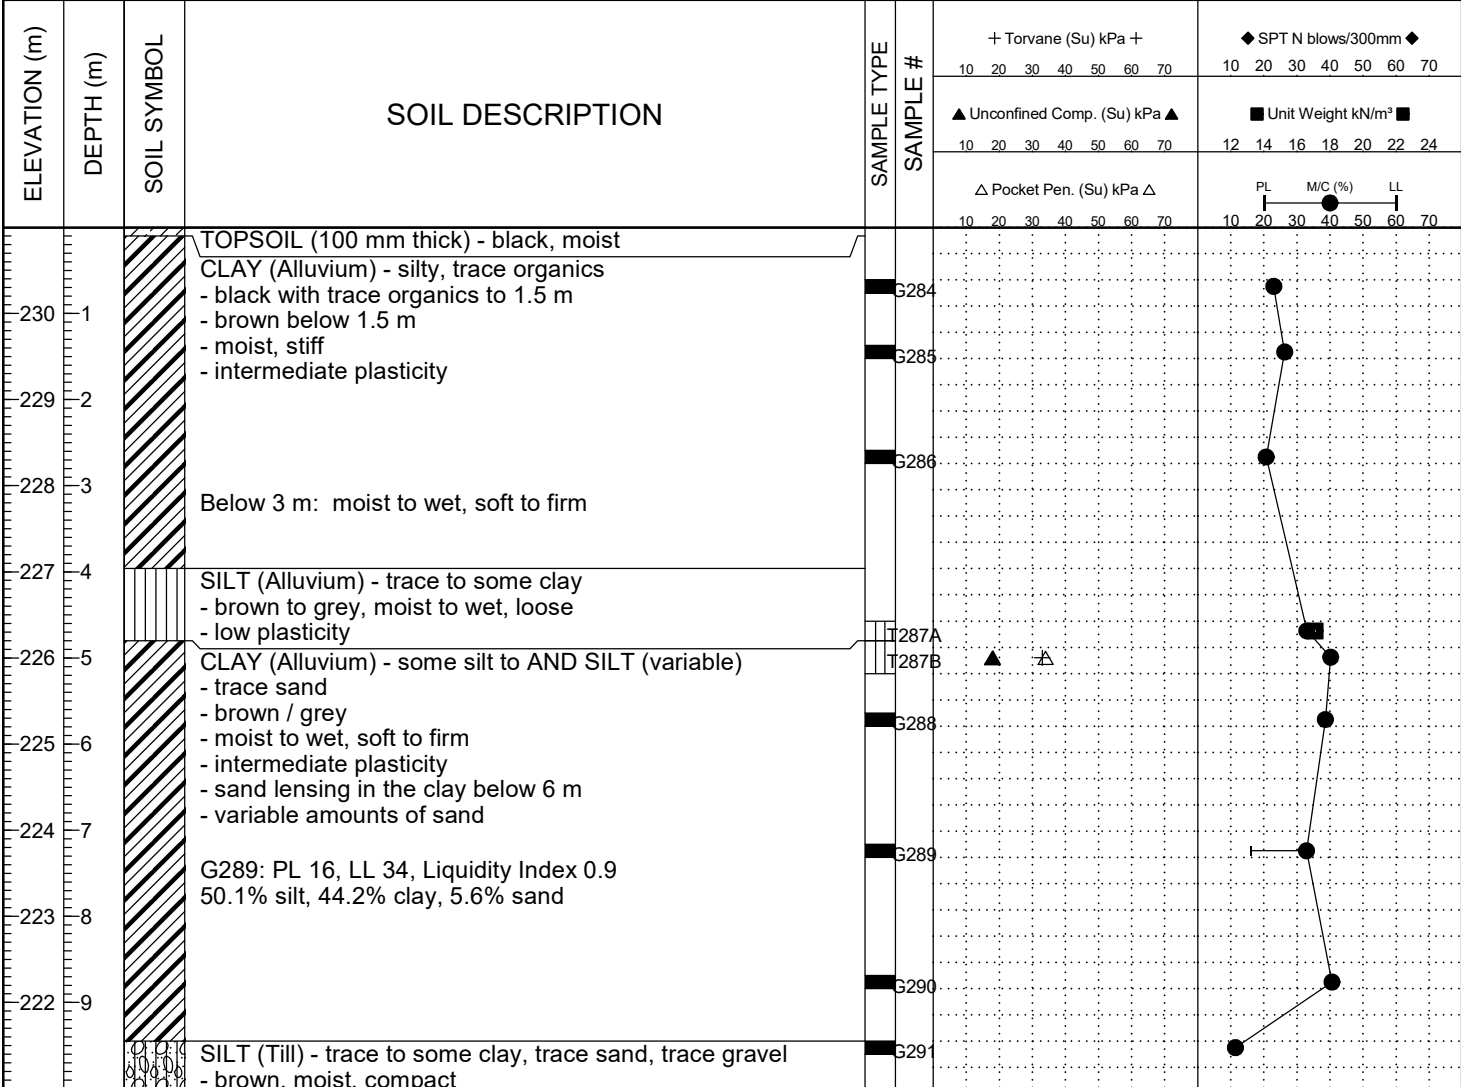 ELEVATION (m)
DEPTH (m)
SOIL SYMBOL
SOIL DESCRIPTION
SAMPLE TYPE
SAMPLE #
Torvane (Su) kPa
10 20 30 40 50 60 70
Unconfined Comp. (Su) kPa
10 20 30 40 50 60 70
Pocket Pen. (Su) kPa
10 20 30 40 50 60 70
SPT N blows/300mm
10 20 30 40 50 60 70
Unit Weight kN/m³
12 14 16 18 20 22 24
PL M/C (%) LL
10 20 30 40 50 60 70
TOPSOIL (100 mm thick) - black, moist
CLAY (Alluvium) - silty, trace organics
- black with trace organics to 1.5 m
- brown below 1.5 m
- moist, stiff
- intermediate plasticity
Below 3 m: moist to wet, soft to firm
SILT (Alluvium) - trace to some clay
- brown to grey, moist to wet, loose
- low plasticity
CLAY (Alluvium) - some silt to AND SILT (variable)
- trace sand
- brown / grey
- moist to wet, soft to firm
- intermediate plasticity
- sand lensing in the clay below 6 m
- variable amounts of sand
G289: PL 16, LL 34, Liquidity Index 0.9
50.1% silt, 44.2% clay, 5.6% sand
SILT (Till) - trace to some clay, trace sand, trace gravel
- brown, moist, compact
230 1
229 2
228 3
227 4
226 5
225 6
224 7
223 8
222 9
G284
G285
G286
T287A
T287B
G288
G289
G290
G291